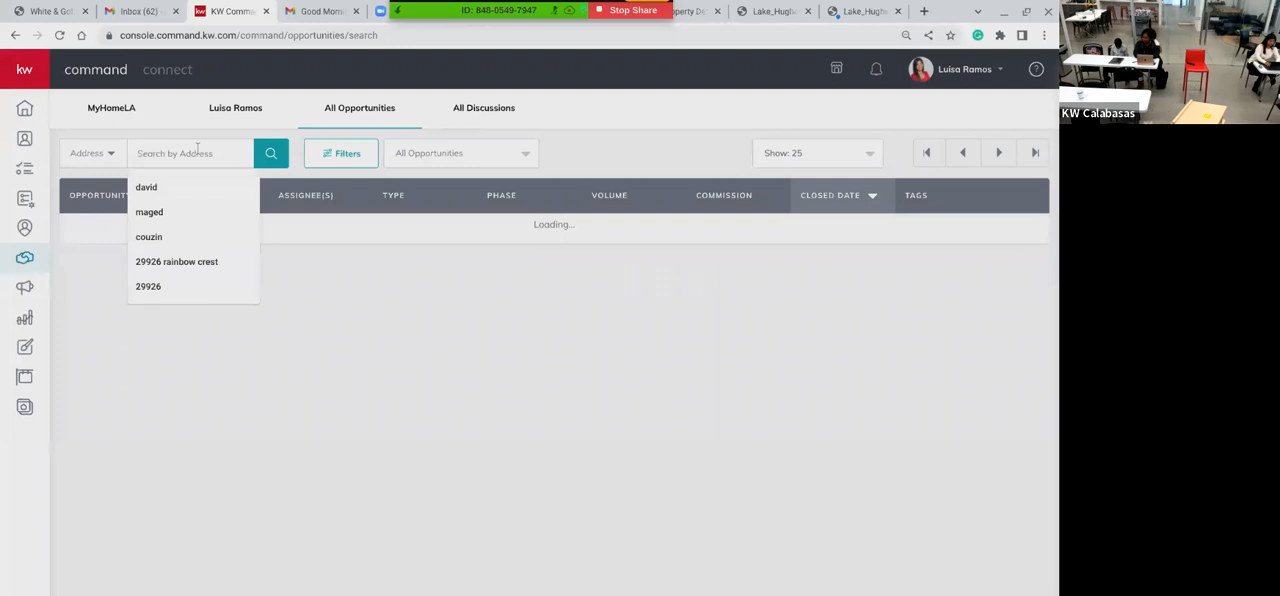 White & Got
Inbox (62) -
KW Comma
Good Morni
ID: 848-0549-7947
Stop Share
perty De
Lake_Hugh
Lake_Hugh
console.command.kw.com/command/opportunities/search
KW Calabasas
kw
command
connect
Luisa Ramos
MyHomeLA
Luisa Ramos
All Opportunities
All Discussions
Address
Search by Address
Filters
All Opportunities
Show: 25
OPPORTUNIT
ASSIGNEE(S)
TYPE
PHASE
VOLUME
COMMISSION
CLOSED DATE
TAGS
Loading...
david
maged
couzin
29926 rainbow crest
29926